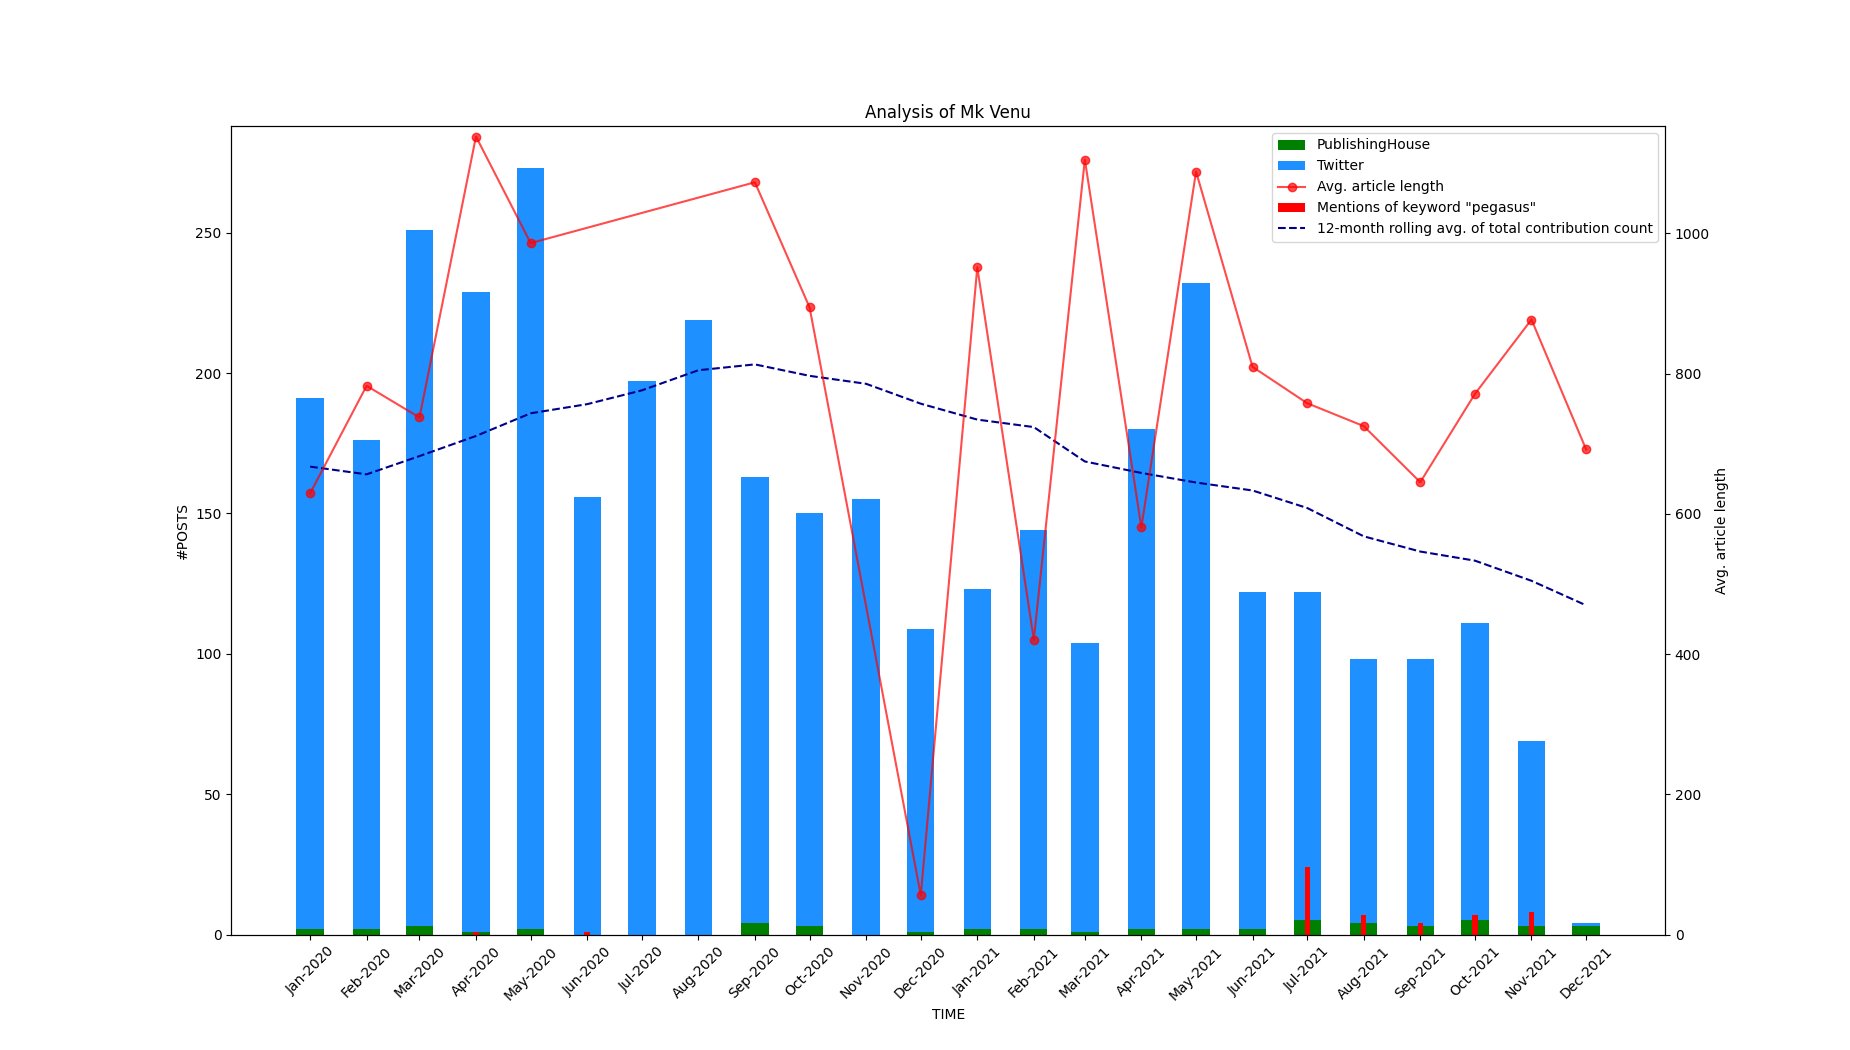 Analysis of Mk Venu
PublishingHouse
Twitter
Avg. article length
Mentions of keyword "pegasus"
12-month rolling avg. of total contribution count
#POSTS
250
200
150
100
50
0
Avg. article length
1000
800
600
400
200
0
Jan-2020
Feb-2020
Mar-2020
Apr-2020
May-2020
Jun-2020
Jul-2020
Aug-2020
Sep-2020
Oct-2020
Nov-2020
Dec-2020
Jan-2021
Feb-2021
Mar-2021
Apr-2021
May-2021
Jun-2021
Jul-2021
Aug-2021
Sep-2021
Oct-2021
Nov-2021
Dec-2021
TIME